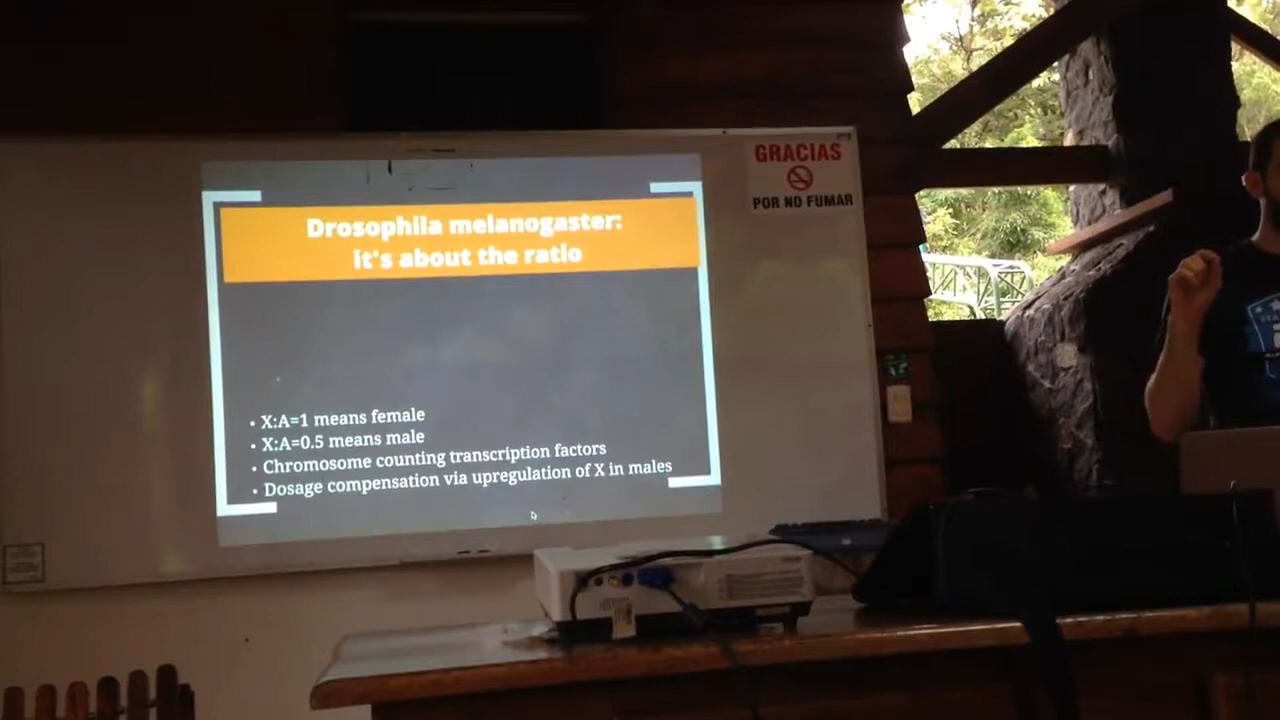 Drosophila melanogaster:
it's about the ratio
• X:A=1 means female
• X:A=0.5 means male
• Chromosome counting transcription factors
• Dosage compensation via upregulation of X in males
GRACIAS
POR NO FUMAR